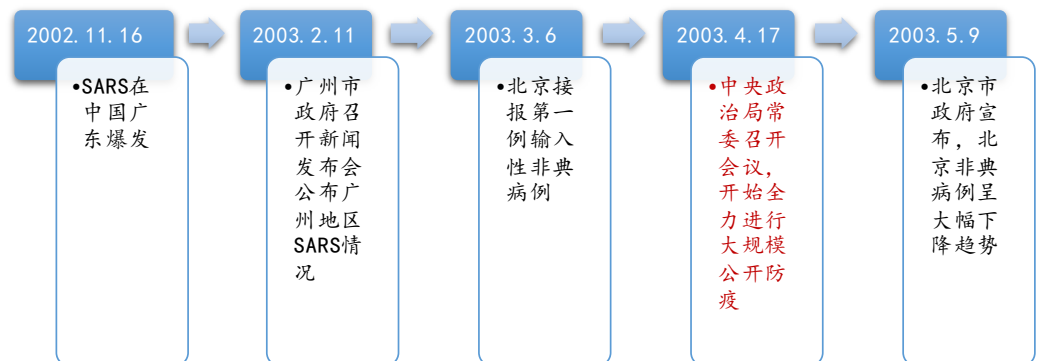 2002.11.16
•SARS在
中国广
东爆发
2003.2.11
•广州市
政府召
开新闻
发布会
公布广
州地区
SARS情
况
2003.3.6
•北京接
报第一
例输入
性非典
病例
2003.4.17
•中央政
治局常
委召开
会议，
开始全
力进行
大规模
公开防
疫
2003.5.9
•北京市
政府宣
布，北
京非典
病例呈
大幅下
降趋势